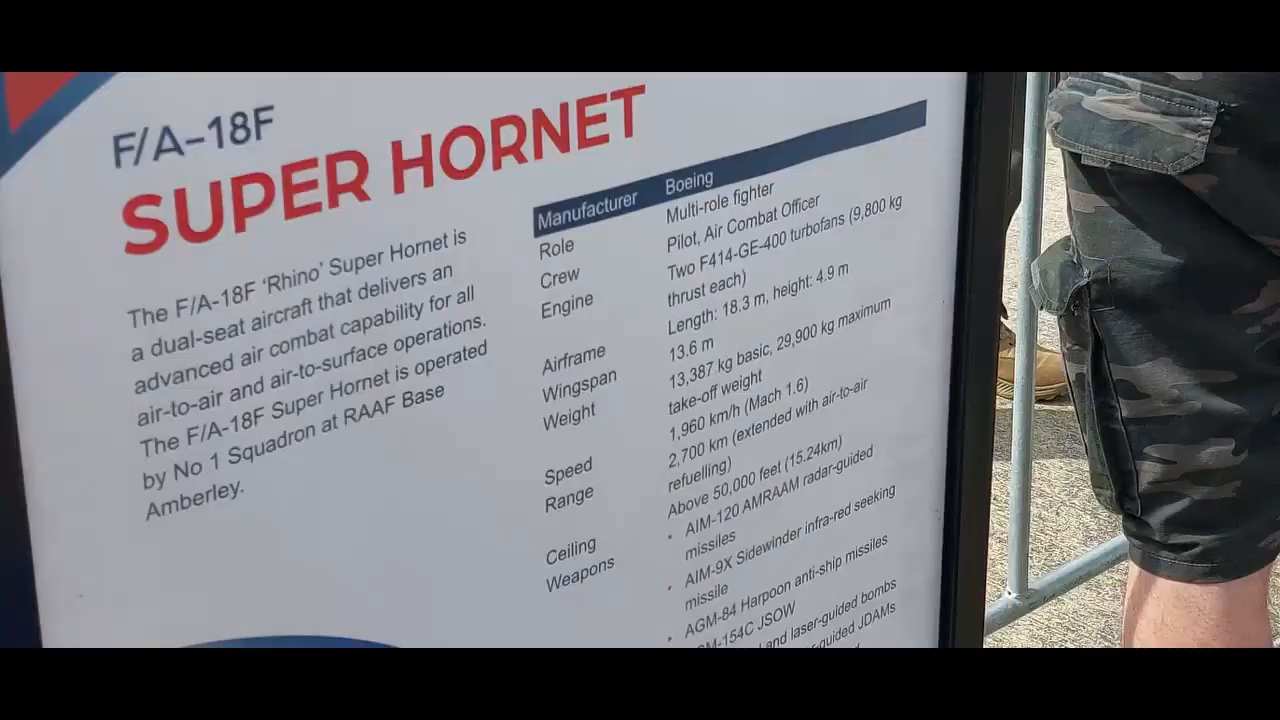 F/A-18F
SUPER HORNET
The F/A-18F ‘Rhino’ Super Hornet is
a dual-seat aircraft that delivers an
advanced air combat capability for all
air-to-air and air-to-surface operations.
The F/A-18F Super Hornet is operated
by No 1 Squadron at RAAF Base
Amberley.
Manufacturer Boeing
Role Multi-role fighter
Crew Pilot, Air Combat Officer
Engine Two F414-GE-400 turbofans (9,800 kg
thrust each)
Airframe Length: 18.3 m, height: 4.9 m
Wingspan 13.6 m
Weight 13,387 kg basic, 29,900 kg maximum
take-off weight
Speed 1,960 km/h (Mach 1.6)
Range 2,700 km (extended with air-to-air
refuelling)
Ceiling Above 50,000 feet (15.24km)
Weapons • AIM-120 AMRAAM radar-guided
missiles
• AIM-9X Sidewinder infra-red seeking
missile
• AGM-84 Harpoon anti-ship missiles
JSOW
and laser-guided bombs
JDAMs